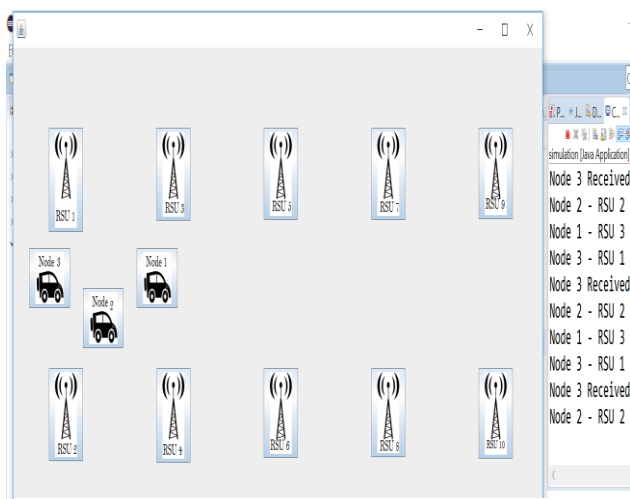 RSU 1
RSU 3
RSU 5
RSU 7
RSU 9
Node 3
Node 1
Node 2
RSU 2
RSU 4
RSU 6
RSU 8
RSU 10
P... J... D... C...
simulation [Java Application]
Node 3 Received
Node 2 - RSU 2
Node 1 - RSU 3
Node 3 - RSU 1
Node 3 Received
Node 2 - RSU 2
Node 1 - RSU 3
Node 3 - RSU 1
Node 3 Received
Node 2 - RSU 2